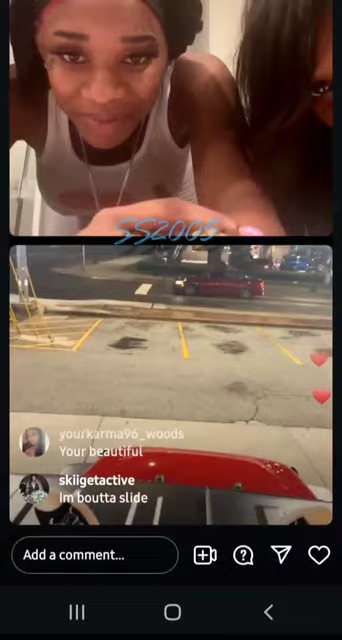 SS2005
yourkarma96_woods
Your beautiful
skiigetactive
Im boutta slide
Add a comment...